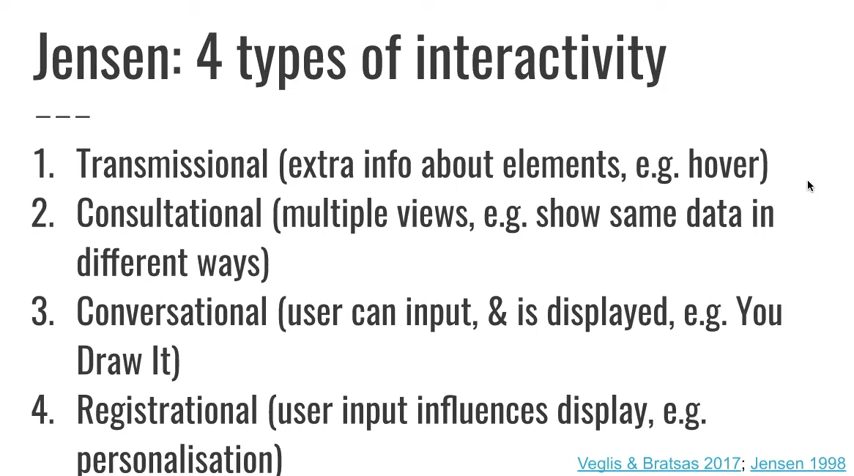 Jensen: 4 types of interactivity
1. Transmissional (extra info about elements, e.g. hover)
2. Consultational (multiple views, e.g. show same data in
different ways)
3. Conversational (user can input, & is displayed, e.g. You
Draw It)
4. Registrational (user input influences display, e.g.
personalisation)
Veglis & Bratsas 2017; Jensen 1998